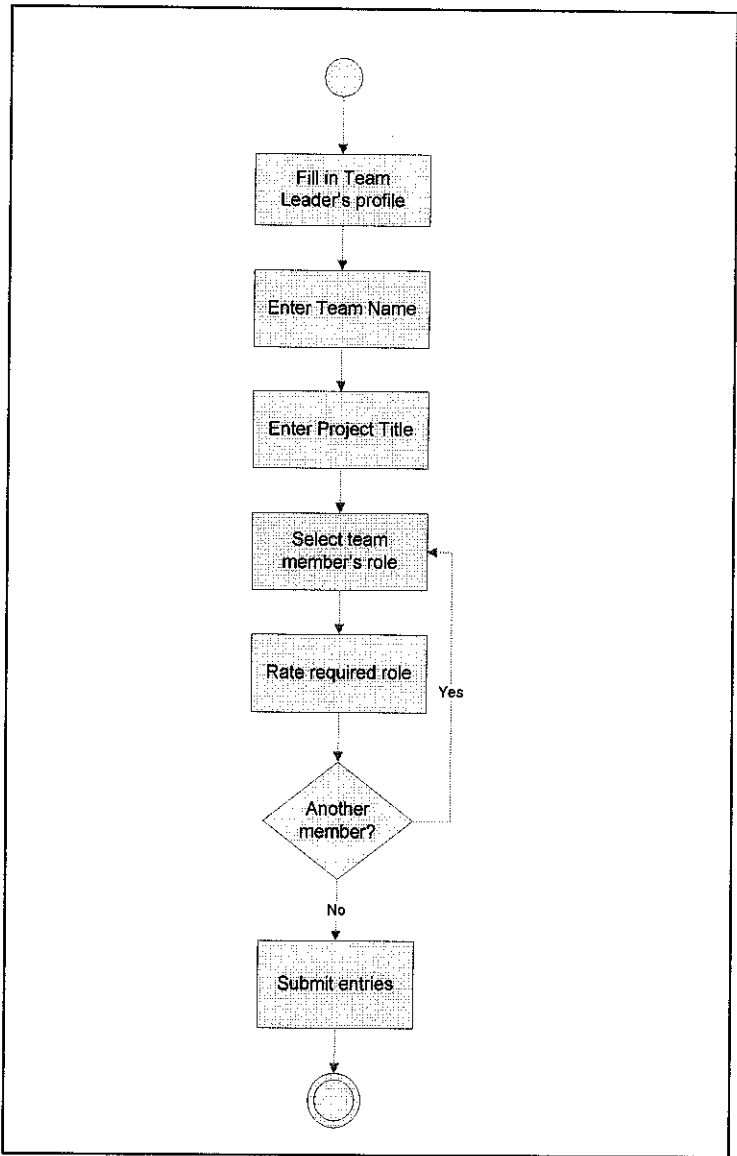 Fill in Team
Leader's profile
Enter Team Name
Enter Project Title
Select team
member's role
Rate required role
Yes
Another
member?
No
Submit entries